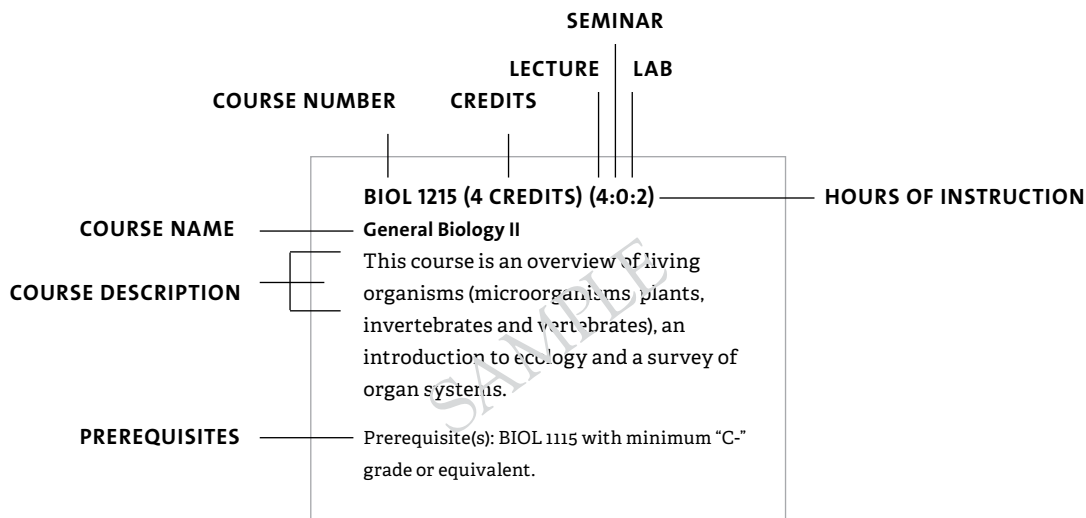 SEMINAR
LECTURE LAB
COURSE NUMBER CREDITS
BIOL 1215 (4 CREDITS) (4:0:2) HOURS OF INSTRUCTION
COURSE NAME General Biology II
This course is an overview of living
COURSE DESCRIPTION organisms (microorganisms, plants,
invertebrates and vertebrates), an
introduction to ecology and a survey of
organ systems.
SAMPLE
PREREQUISITES Prerequisite(s): BIOL 1115 with minimum “C-”
grade or equivalent.